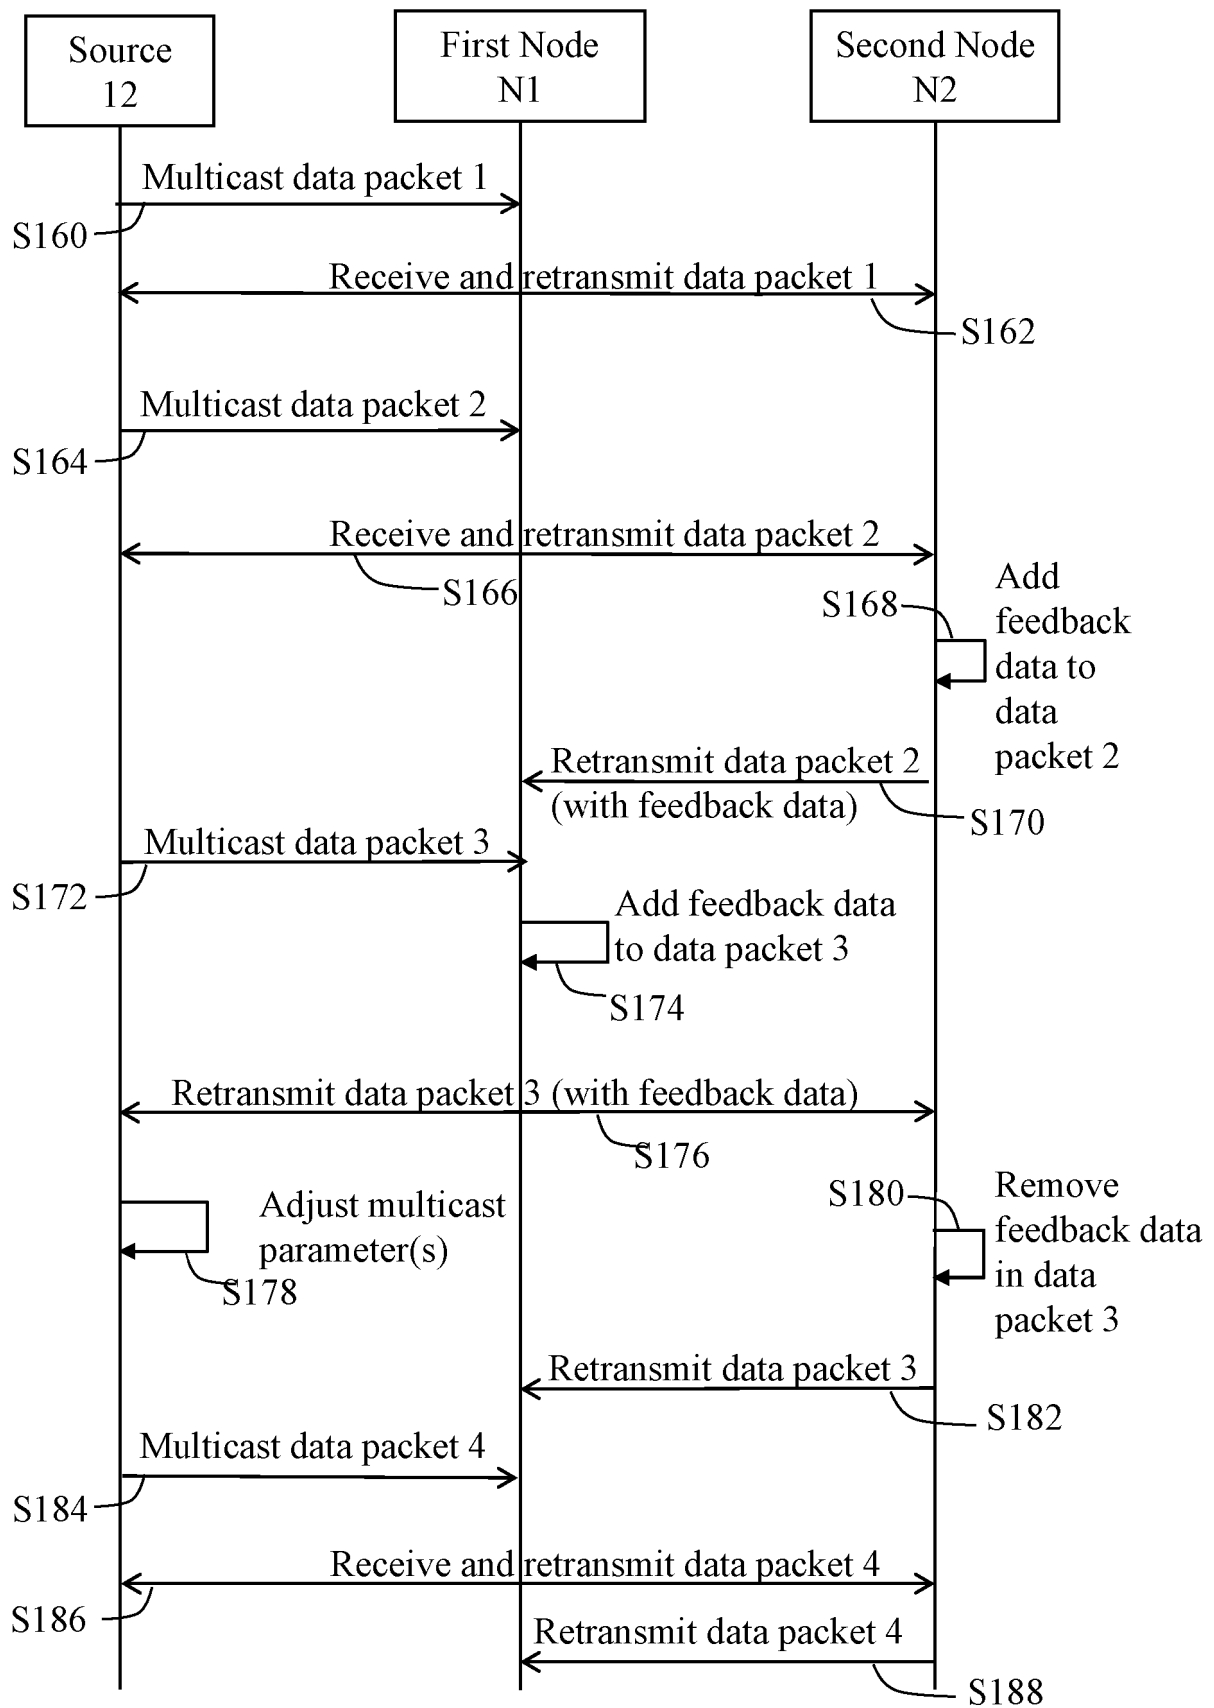 Source
12
First Node
N1
Second Node
N2
Multicast data packet 1
S160
Receive and retransmit data packet 1
S162
Multicast data packet 2
S164
Receive and retransmit data packet 2
S166
S168
Add
feedback
data to
data
packet 2
Retransmit data packet 2
(with feedback data)
S170
Multicast data packet 3
S172
Add feedback data
to data packet 3
S174
Retransmit data packet 3 (with feedback data)
S176
Adjust multicast
parameter(s)
S178
S180
Remove
feedback data
in data
packet 3
Retransmit data packet 3
S182
Multicast data packet 4
S184
Receive and retransmit data packet 4
S186
Retransmit data packet 4
S188